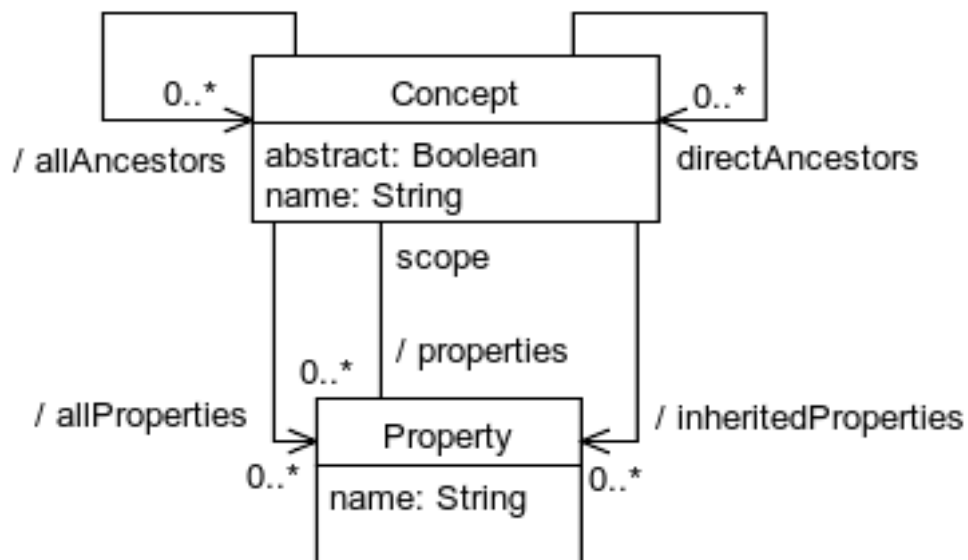 0..*
0..*
Concept
/ allAncestors
abstract: Boolean
directAncestors
name: String
scope
/ properties
0..*
/ allProperties
/ inheritedProperties
Property
0..*
0..*
name: String